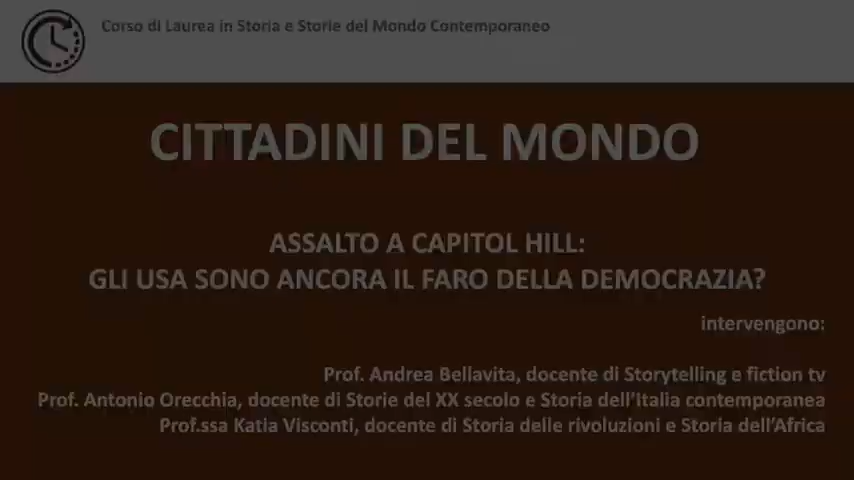 Corso di Laurea in Storia e Storie del Mondo Contemporaneo
CITTADINI DEL MONDO
ASSALTO A CAPITOL HILL:
GLI USA SONO ANCORA IL FARO DELLA DEMOCRAZIA?
intervengono:
Prof. Andrea Bellavita, docente di Storytelling e fiction tv
Prof. Antonio Orecchia, docente di Storie del XX secolo e Storia dell'Italia contemporanea
Prof.ssa Katia Visconti, docente di Storia delle rivoluzioni e Storia dell'Africa